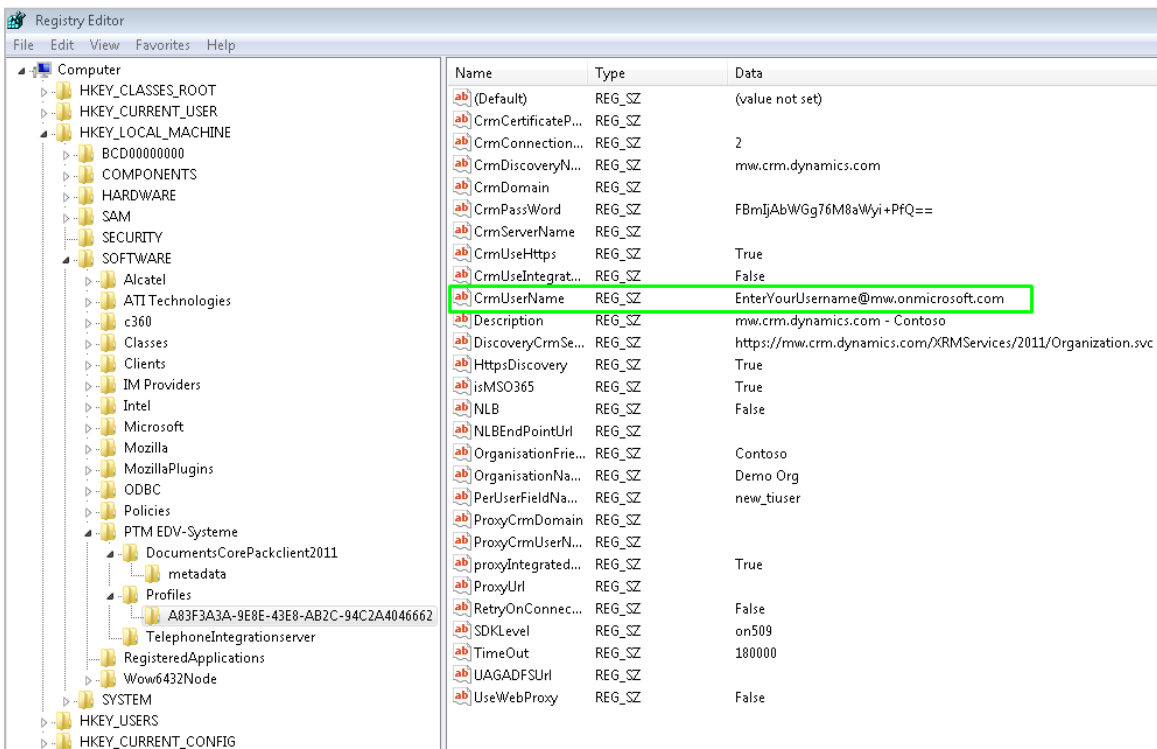 Registry Editor
File Edit View Favorites Help
Computer
HKEY_CLASSES_ROOT
HKEY_CURRENT_USER
HKEY_LOCAL_MACHINE
BCD00000000
COMPONENTS
HARDWARE
SAM
SECURITY
SOFTWARE
Alcatel
ATI Technologies
c360
Classes
Clients
IM Providers
Intel
Microsoft
Mozilla
MozillaPlugins
ODBC
Policies
PTM EDV-Systeme
DocumentsCorePackclient2011
metadata
Profiles
A83F3A3A-9E8E-43E8-AB2C-94C2A4046662
TelephoneIntegrationserver
RegisteredApplications
Wow6432Node
SYSTEM
HKEY_USERS
HKEY_CURRENT_CONFIG
Name Type Data
(Default) REG_SZ (value not set)
CrmCertificateP... REG_SZ
CrmConnection... REG_SZ 2
CrmDiscoveryN... REG_SZ mw.crm.dynamics.com
CrmDomain REG_SZ
CrmPassWord REG_SZ FBmIjAbWGg76M8aWyi+PfQ==
CrmServerName REG_SZ
CrmUseHttps REG_SZ True
CrmUseIntegrat... REG_SZ False
CrmUserName REG_SZ EnterYourUsername@mw.onmicrosoft.com
Description REG_SZ mw.crm.dynamics.com - Contoso
DiscoveryCrmSe... REG_SZ https://mw.crm.dynamics.com/XRMServices/2011/Organization.svc
HttpsDiscovery REG_SZ True
isMSO365 REG_SZ True
NLB REG_SZ False
NLBEndPointUrl REG_SZ
OrganisationFrie... REG_SZ Contoso
OrganisationNa... REG_SZ Demo Org
PerUserFieldNa... REG_SZ new_tiuser
ProxyCrmDomain REG_SZ
ProxyCrmUserN... REG_SZ
proxyIntegrated... REG_SZ True
ProxyUrl REG_SZ
RetryOnConnec... REG_SZ False
SDKLevel REG_SZ on509
TimeOut REG_SZ 180000
UAGADFSUrl REG_SZ
UseWebProxy REG_SZ False